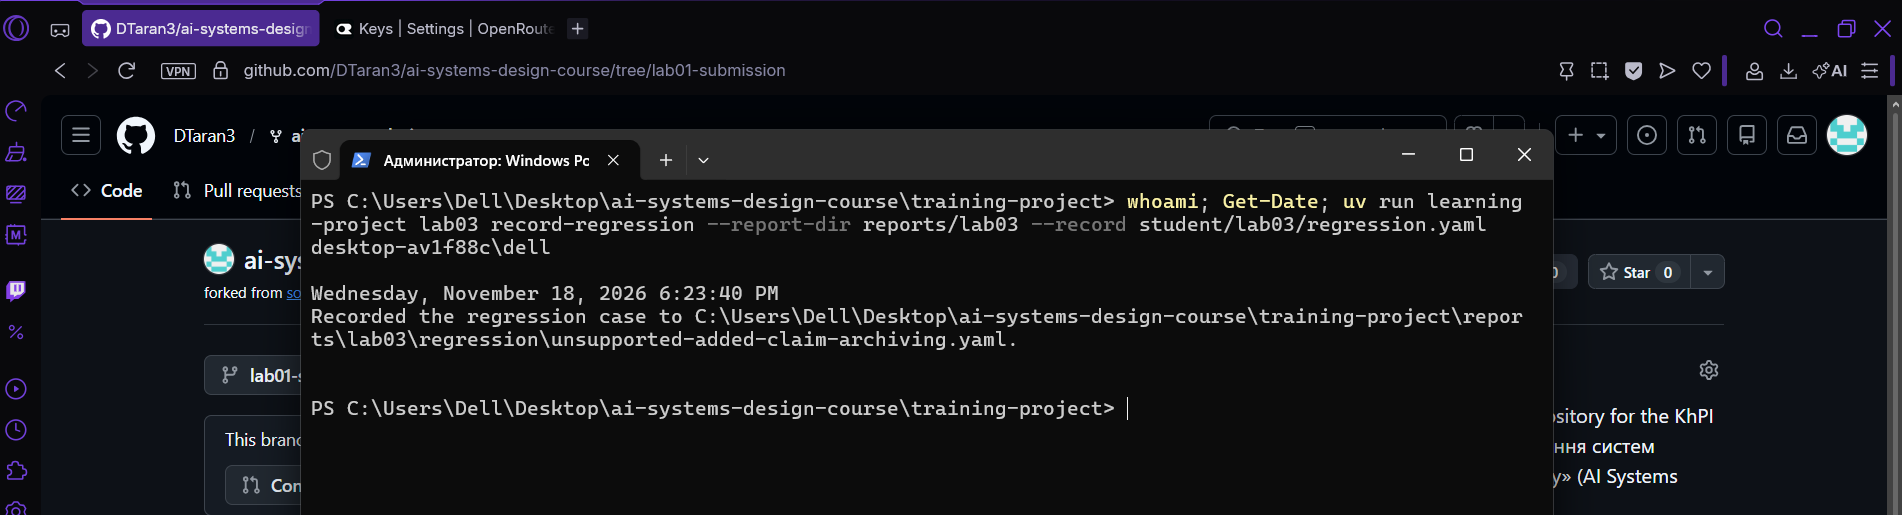 DTaran3/ai-systems-desig
Keys | Settings | OpenRout
VPN
github.com/DTaran3/ai-systems-design-course/tree/lab01-submission
AI
DTaran3 /
Администратор: Windows Pc
Code
Pull requests
PS C:\Users\Dell\Desktop\ai-systems-design-course\training-project> whoami; Get-Date; uv run learning
-project lab03 record-regression --report-dir reports/lab03 --record student/lab03/regression.yaml
desktop-av1f88c\dell
ai-sys
Star 0
forked from so
Wednesday, November 18, 2026 6:23:40 PM
Recorded the regression case to C:\Users\Dell\Desktop\ai-systems-design-course\training-project\repor
ts\lab03\regression\unsupported-added-claim-archiving.yaml.
lab01-s
PS C:\Users\Dell\Desktop\ai-systems-design-course\training-project>
sitory for the KhPI
This branc
ння систем
у» (AI Systems
Con